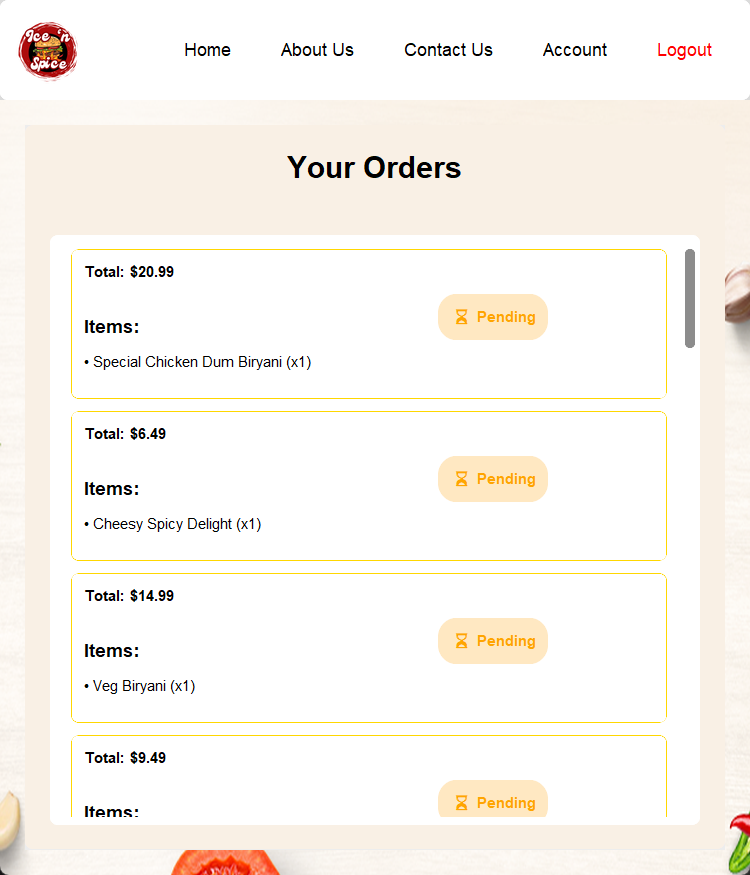 Ice 'n Spice
Home About Us Contact Us Account Logout
Your Orders
Total: $20.99
Pending
Items:
• Special Chicken Dum Biryani (x1)
Total: $6.49
Pending
Items:
• Cheesy Spicy Delight (x1)
Total: $14.99
Pending
Items:
• Veg Biryani (x1)
Total: $9.49
Pending
Items: